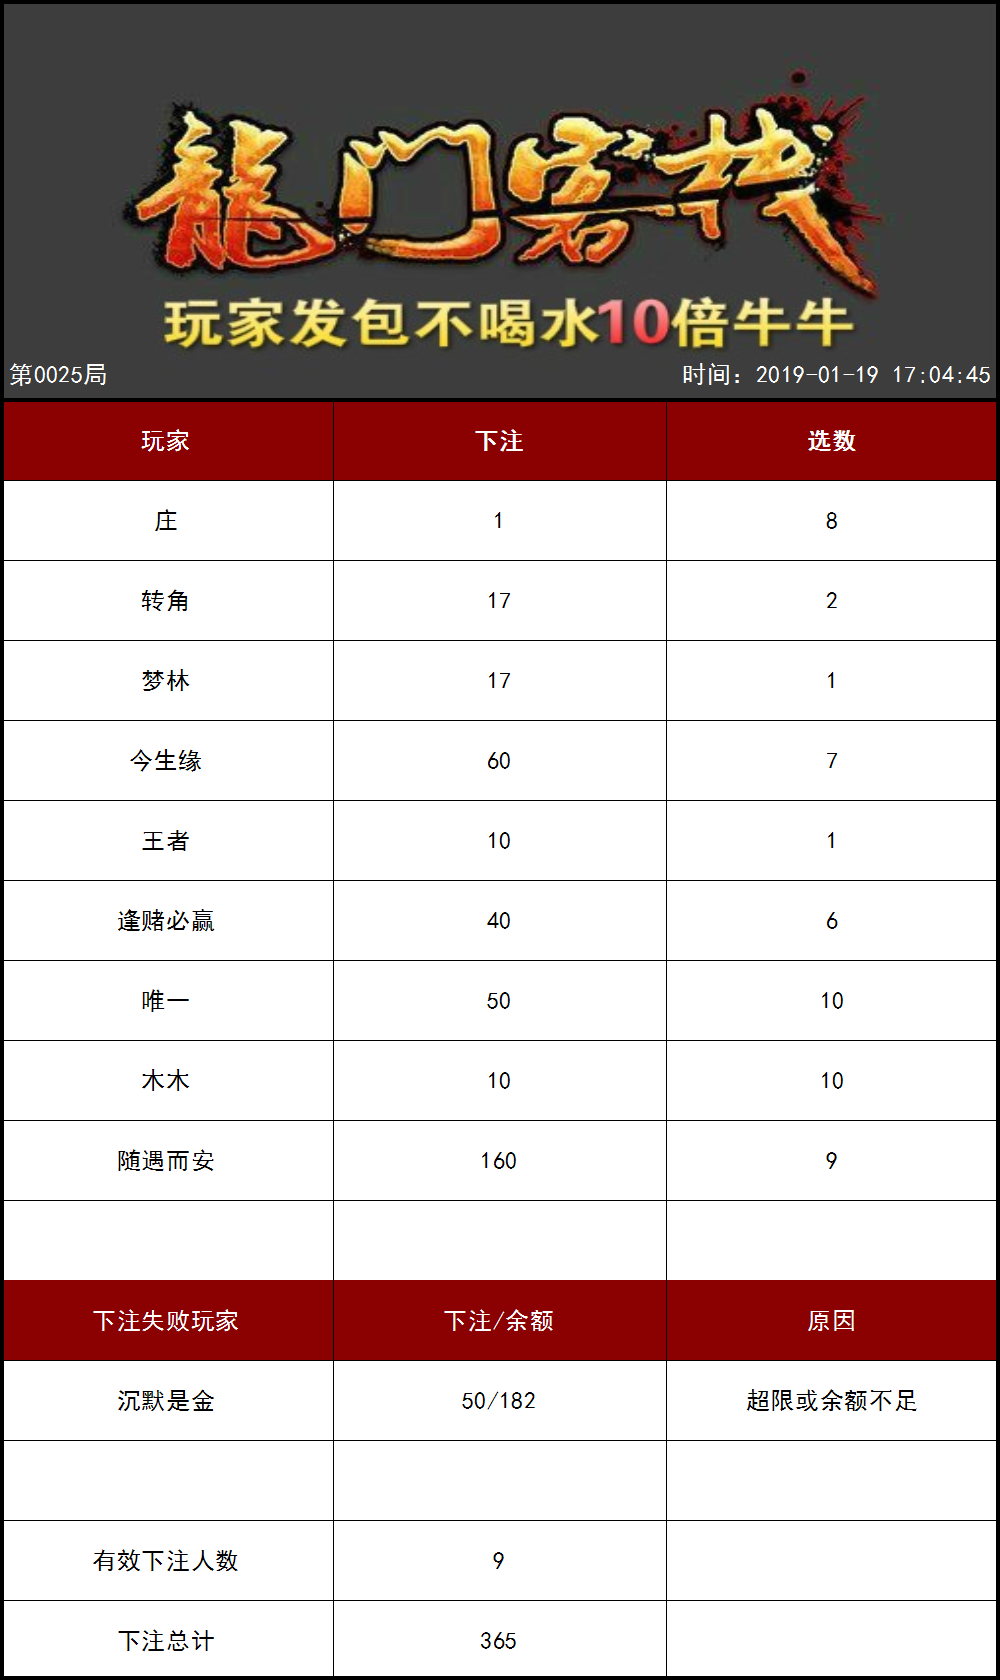 龍门客栈
玩家发包不喝水10倍牛牛
第0025局 时间：2019-01-19 17:04:45
玩家 下注 选数
庄 1 8
转角 17 2
梦林 17 1
今生缘 60 7
王者 10 1
逢赌必赢 40 6
唯一 50 10
木木 10 10
随遇而安 160 9
下注失败玩家 下注/余额 原因
沉默是金 50/182 超限或余额不足
有效下注人数 9
下注总计 365